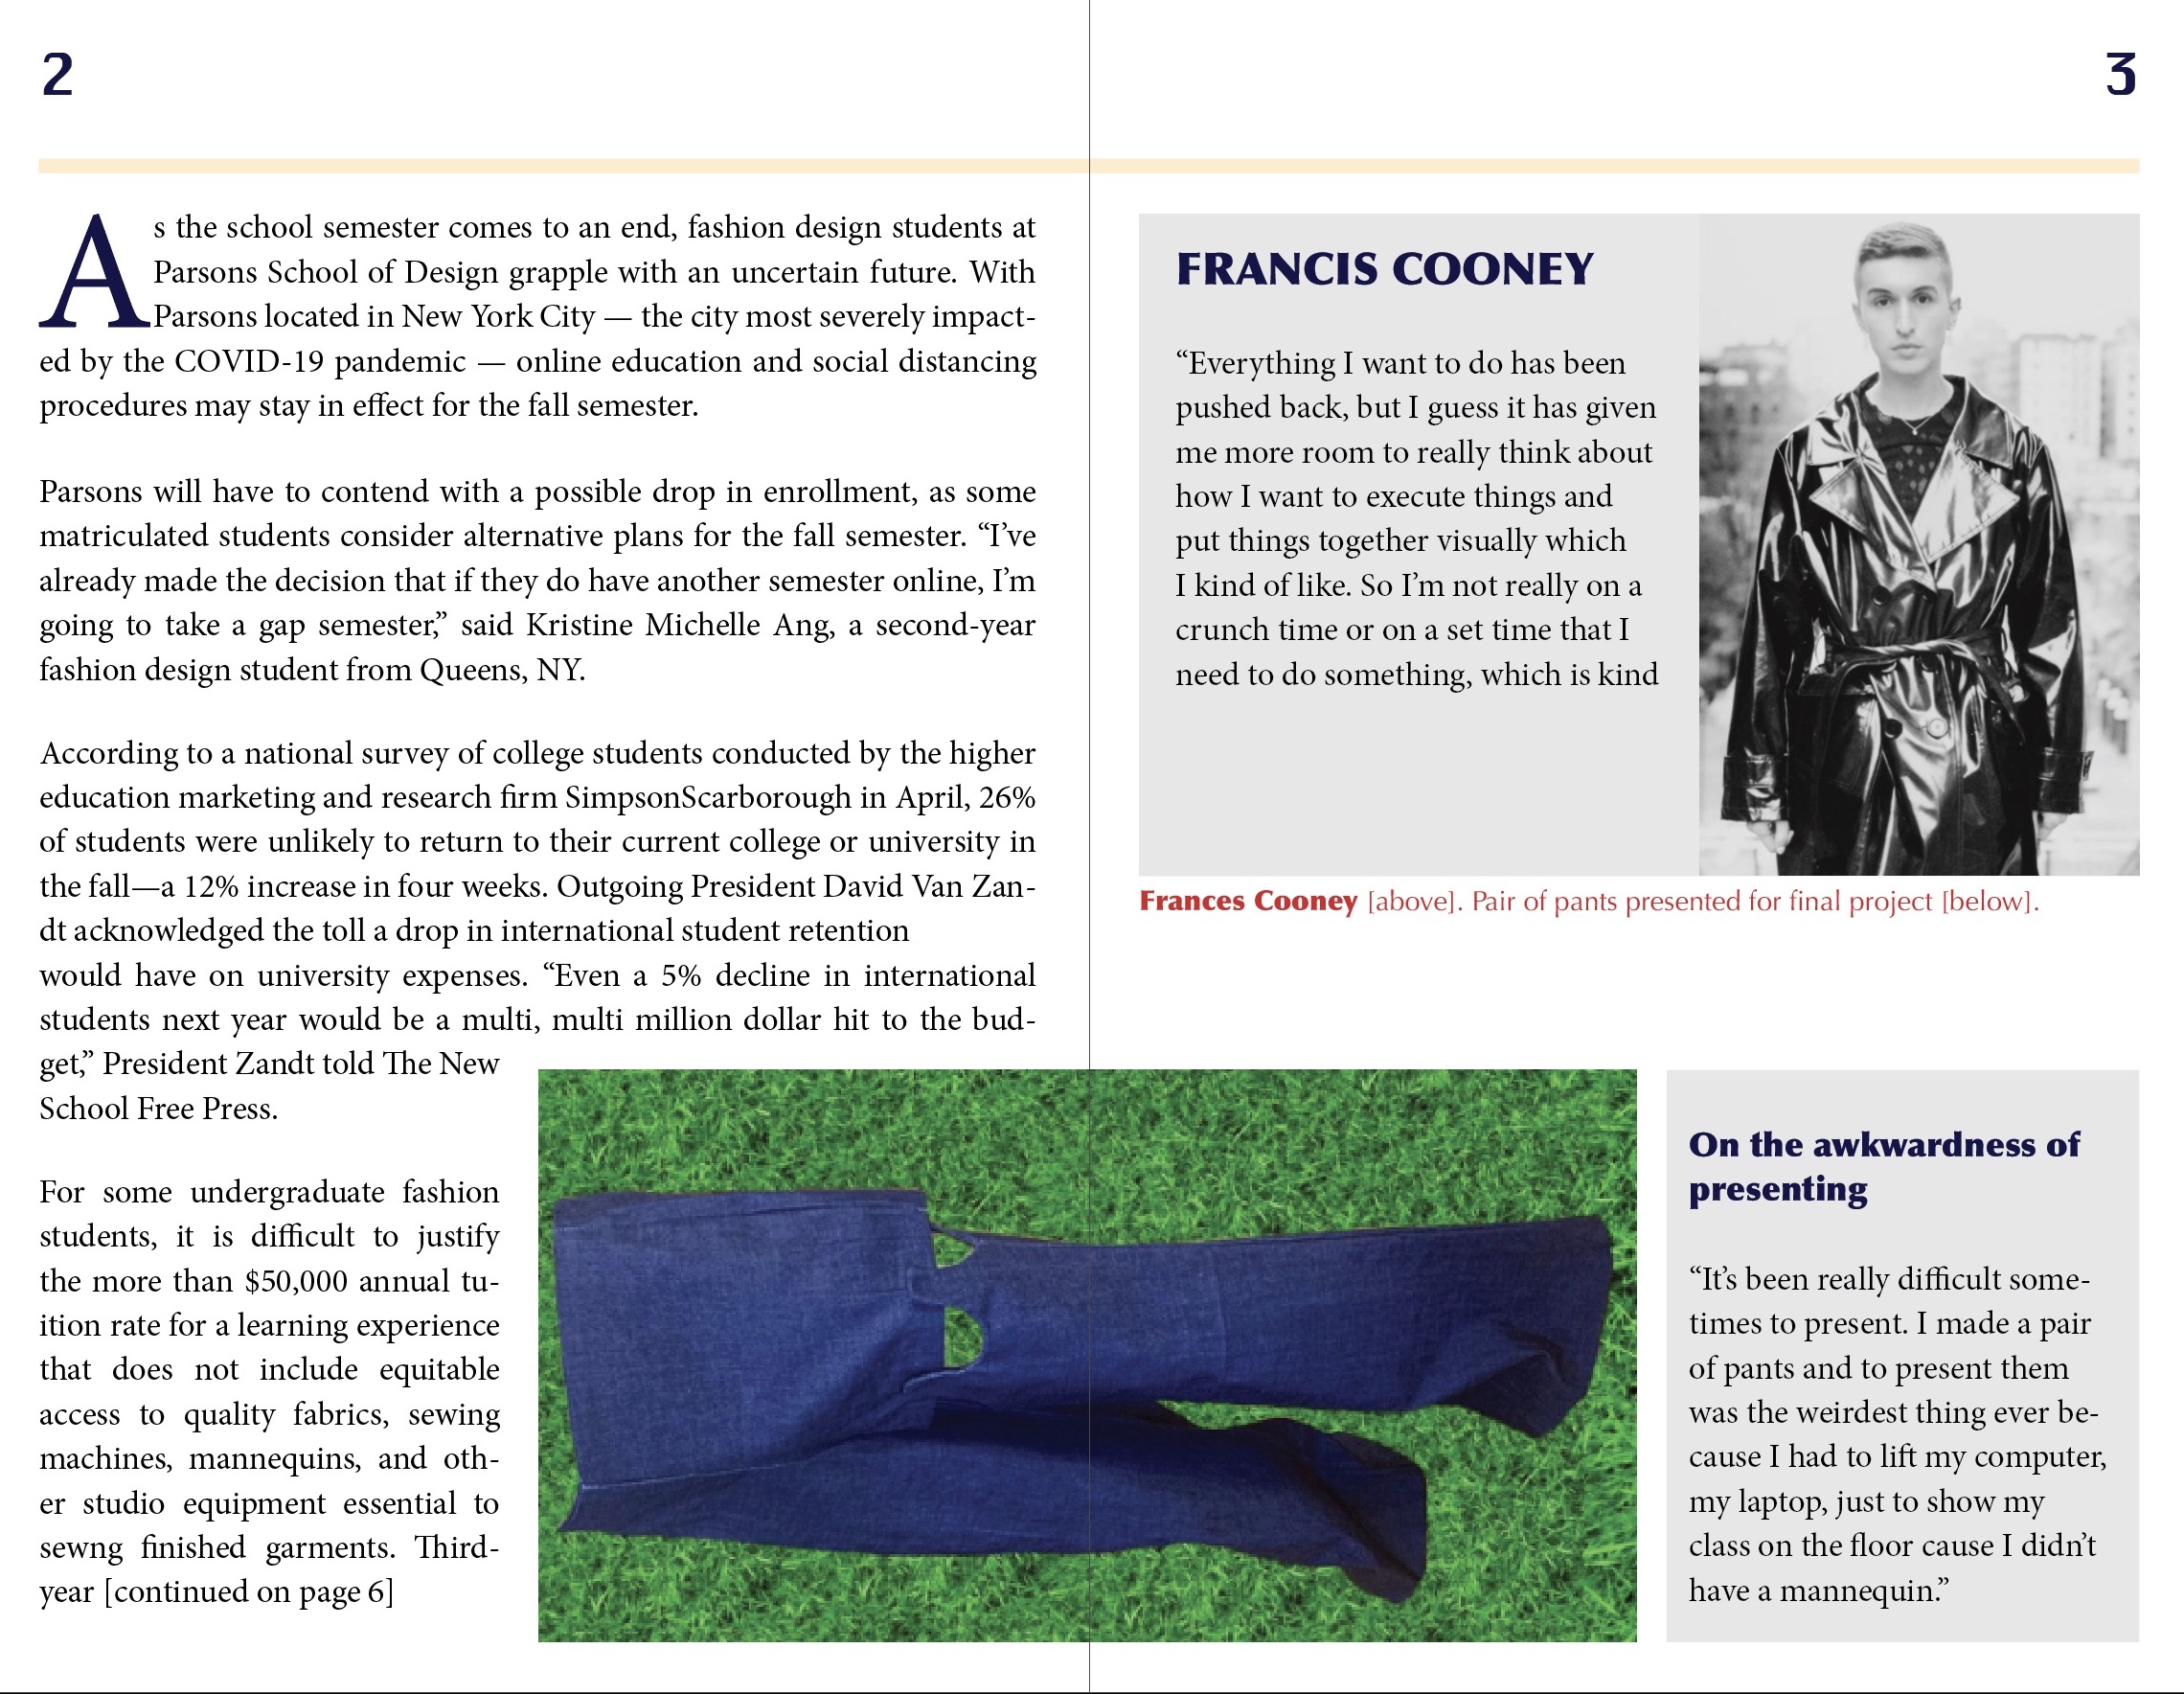 2
3
As the school semester comes to an end, fashion design students at
Parsons School of Design grapple with an uncertain future. With
Parsons located in New York City — the city most severely impact-
ed by the COVID-19 pandemic — online education and social distancing
procedures may stay in effect for the fall semester.
Parsons will have to contend with a possible drop in enrollment, as some
matriculated students consider alternative plans for the fall semester. “I’ve
already made the decision that if they do have another semester online, I’m
going to take a gap semester,” said Kristine Michelle Ang, a second-year
fashion design student from Queens, NY.
According to a national survey of college students conducted by the higher
education marketing and research firm SimpsonScarborough in April, 26%
of students were unlikely to return to their current college or university in
the fall—a 12% increase in four weeks. Outgoing President David Van Zan-
dt acknowledged the toll a drop in international student retention
would have on university expenses. “Even a 5% decline in international
students next year would be a multi, multi million dollar hit to the bud-
get,” President Zandt told The New
School Free Press.
For some undergraduate fashion
students, it is difficult to justify
the more than $50,000 annual tu-
ition rate for a learning experience
that does not include equitable
access to quality fabrics, sewing
machines, mannequins, and oth-
er studio equipment essential to
sewng finished garments. Third-
year [continued on page 6]
FRANCIS COONEY
“Everything I want to do has been
pushed back, but I guess it has given
me more room to really think about
how I want to execute things and
put things together visually which
I kind of like. So I’m not really on a
crunch time or on a set time that I
need to do something, which is kind
Frances Cooney [above]. Pair of pants presented for final project [below].
On the awkwardness of
presenting
“It’s been really difficult some-
times to present. I made a pair
of pants and to present them
was the weirdest thing ever be-
cause I had to lift my computer,
my laptop, just to show my
class on the floor cause I didn’t
have a mannequin.”